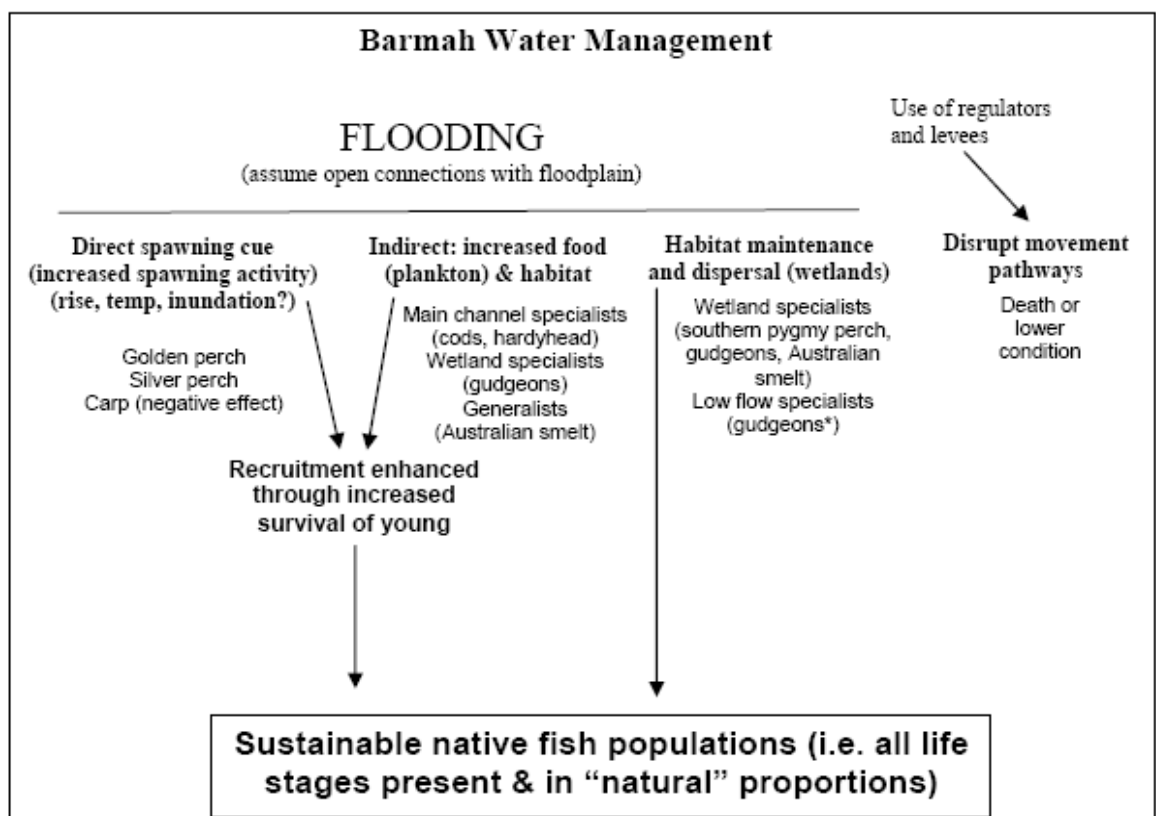 Barmah Water Management
FLOODING
(assume open connections with floodplain)
Use of regulators
and levees
Direct spawning cue
(increased spawning activity)
(rise, temp, inundation?)
Golden perch
Silver perch
Carp (negative effect)
Indirect: increased food
(plankton) & habitat
Main channel specialists
(cods, hardyhead)
Wetland specialists
(gudgeons)
Generalists
(Australian smelt)
Habitat maintenance
and dispersal (wetlands)
Wetland specialists
(southern pygmy perch,
gudgeons, Australian
smelt)
Low flow specialists
(gudgeons*)
Disrupt movement
pathways
Death or
lower
condition
Recruitment enhanced
through increased
survival of young
Sustainable native fish populations (i.e. all life
stages present & in “natural” proportions)